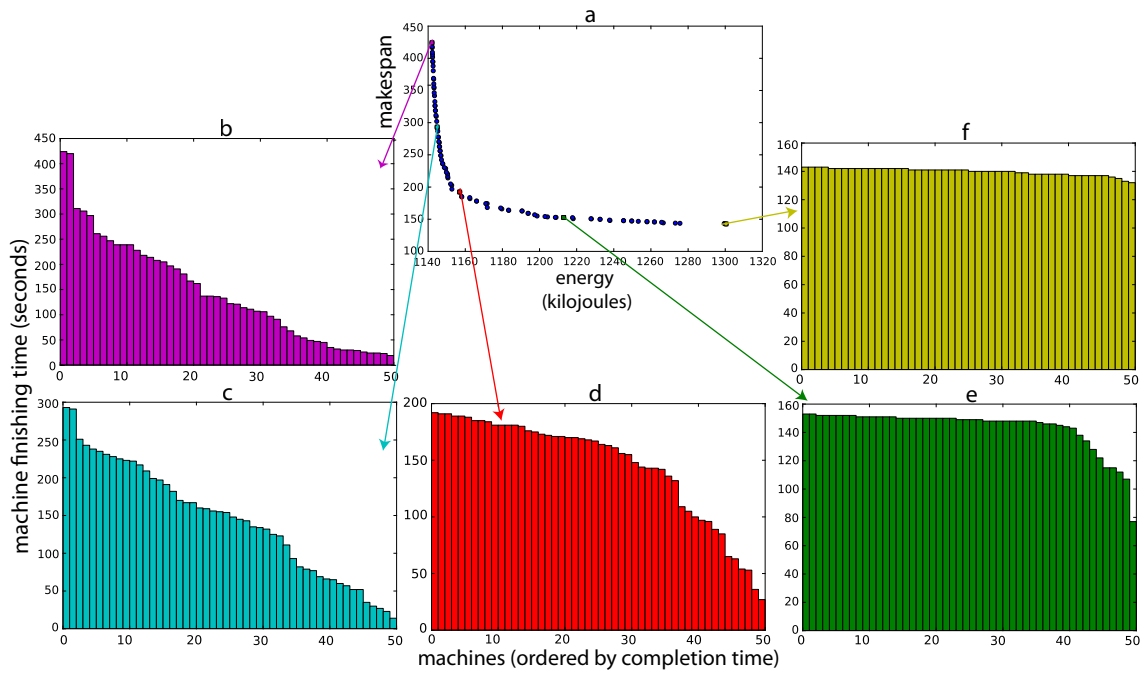 a
450
400
350
300
250
200
150
100
makespan
1140 1160 1180 1200 1220 1240 1260 1280 1300 1320
energy
(kilojoules)
b
450
400
350
300
250
200
150
100
50
0
0 10 20 30 40 50
f
160
140
120
100
80
60
40
20
0
0 10 20 30 40 50
machine finishing time (seconds)
c
300
250
200
150
100
50
0
0 10 20 30 40 50
d
200
150
100
50
0
0 10 20 30 40 50
e
160
140
120
100
80
60
40
20
0
0 10 20 30 40 50
machines (ordered by completion time)